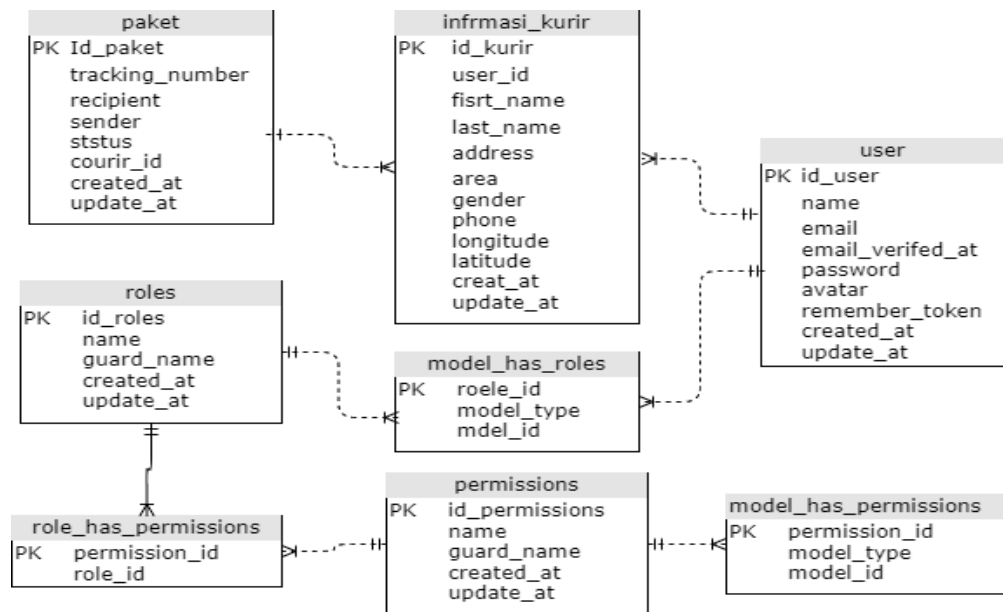 paket
PK Id_paket
tracking_number
recipient
sender
ststus
courir_id
created_at
update_at
infrmasi_kurir
PK id_kurir
user_id
fisrt_name
last_name
address
area
gender
phone
longitude
latitude
creat_at
update_at
user
PK id_user
name
email
email_verifed_at
password
avatar
remember_token
created_at
update_at
roles
PK id_roles
name
guard_name
created_at
update_at
model_has_roles
PK roele_id
model_type
mdel_id
role_has_permissions
PK permission_id
role_id
permissions
PK id_permissions
name
guard_name
created_at
update_at
model_has_permissions
PK permission_id
model_type
model_id